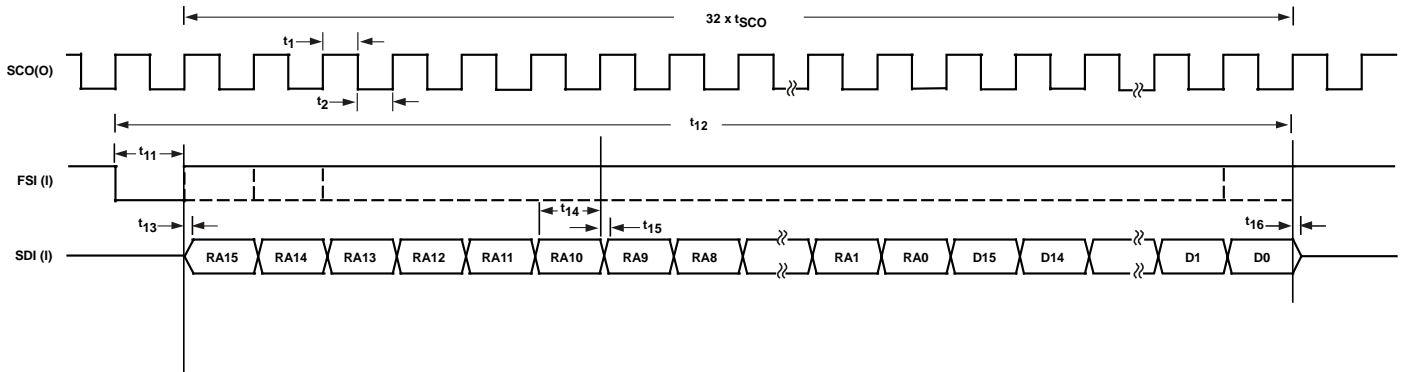 32 x tSCO
t1
SCO(O)
t2
t12
t11
FSI (I)
t14
t13
t15
t16
SDI (I)
RA15 RA14 RA13 RA12 RA11 RA10 RA9 RA8 RA1 RA0 D15 D14 D1 D0